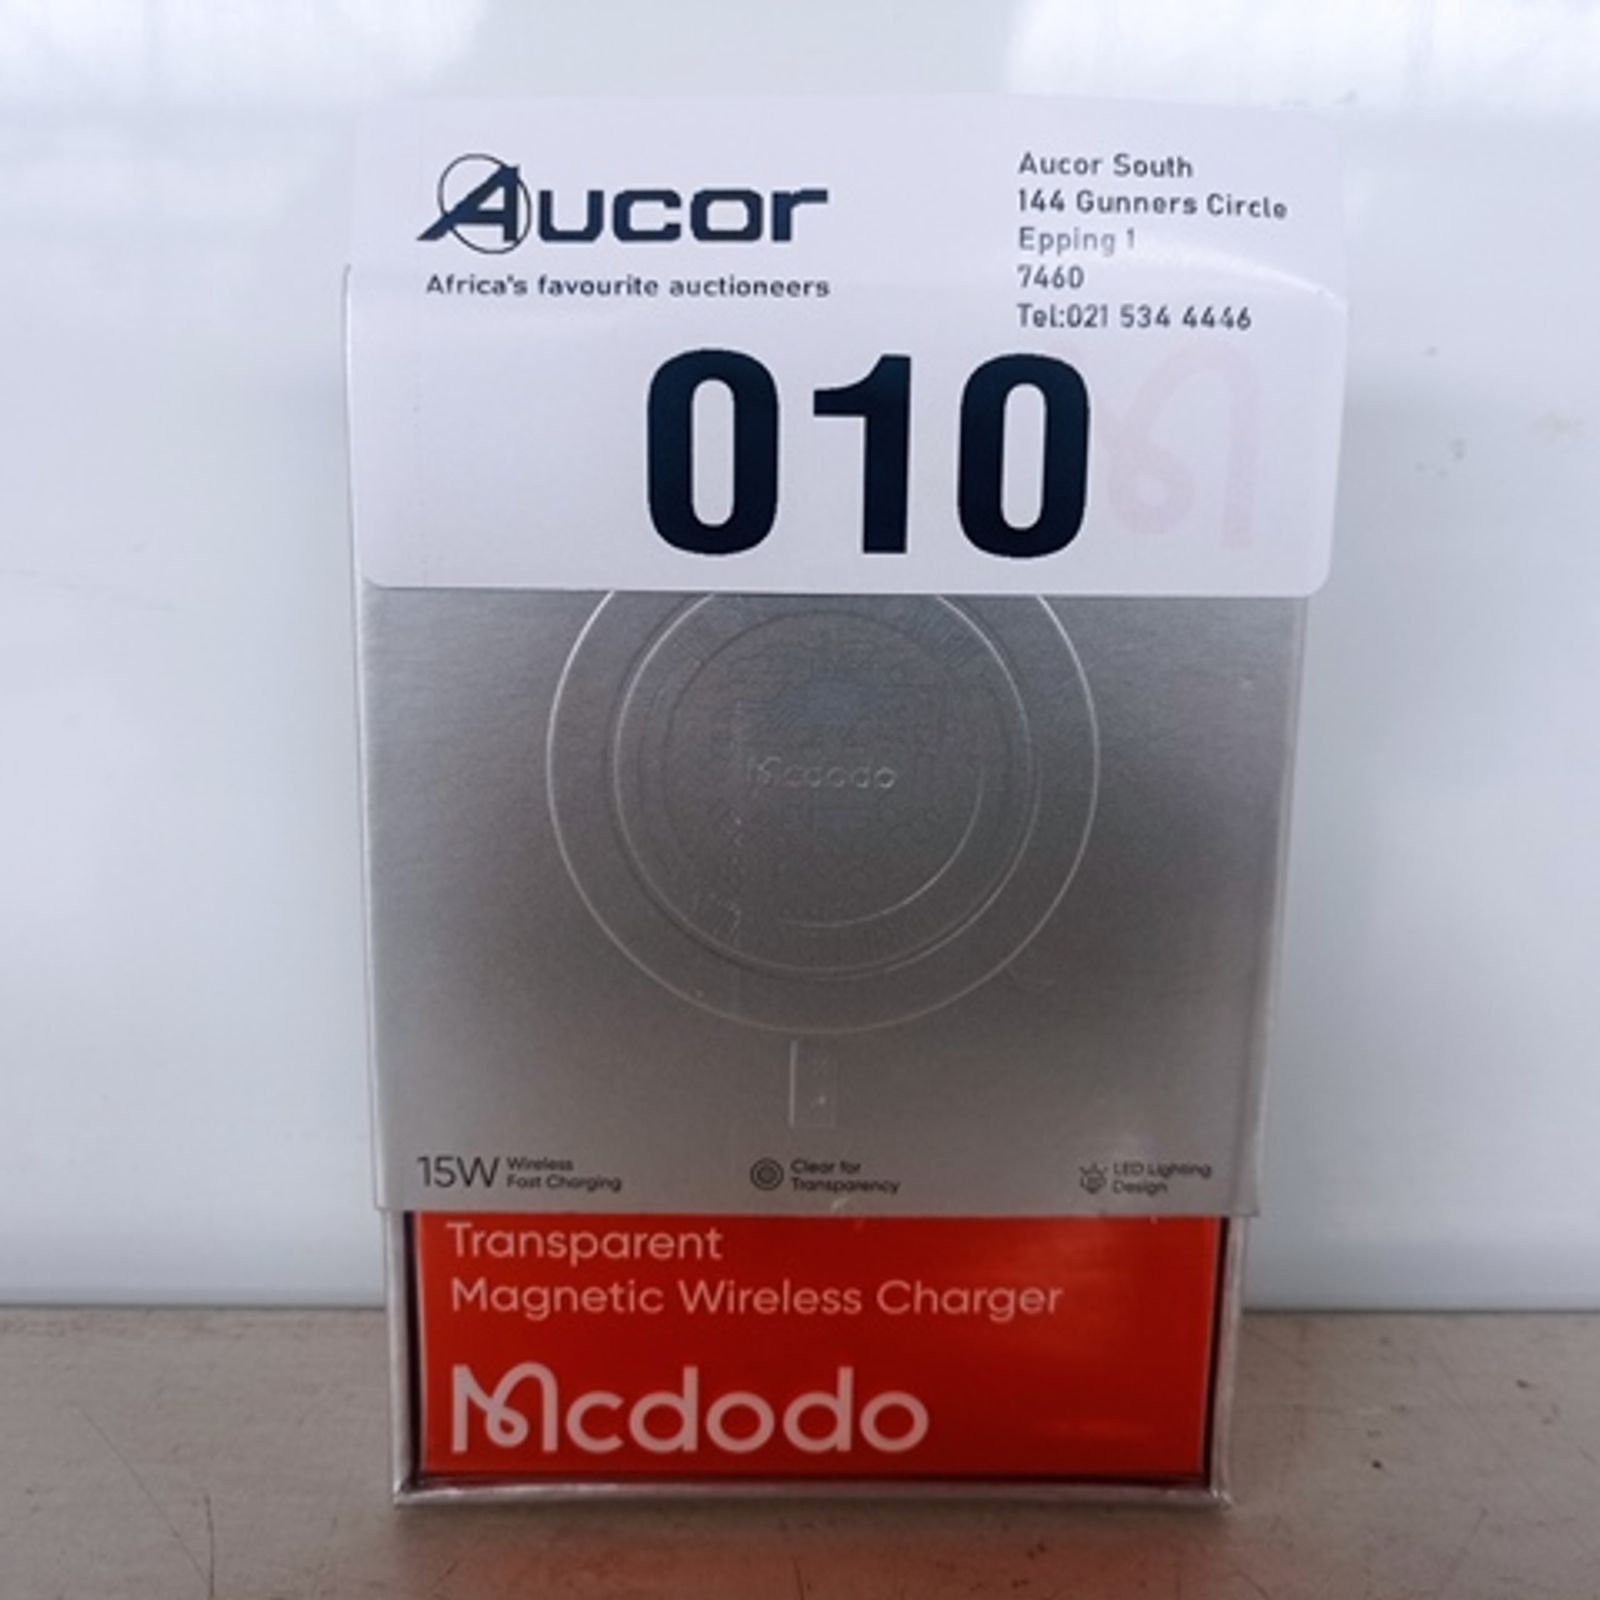 Aucor
Africa's favourite auctioneers
Aucor South
144 Gunners Circle
Epping 1
7460
Tel:021 534 4446
010
Mcdodo
15W Wireless
Fast Charging
Clear for
Transparency
LED Lighting
Design
Transparent
Magnetic Wireless Charger
Mcdodo